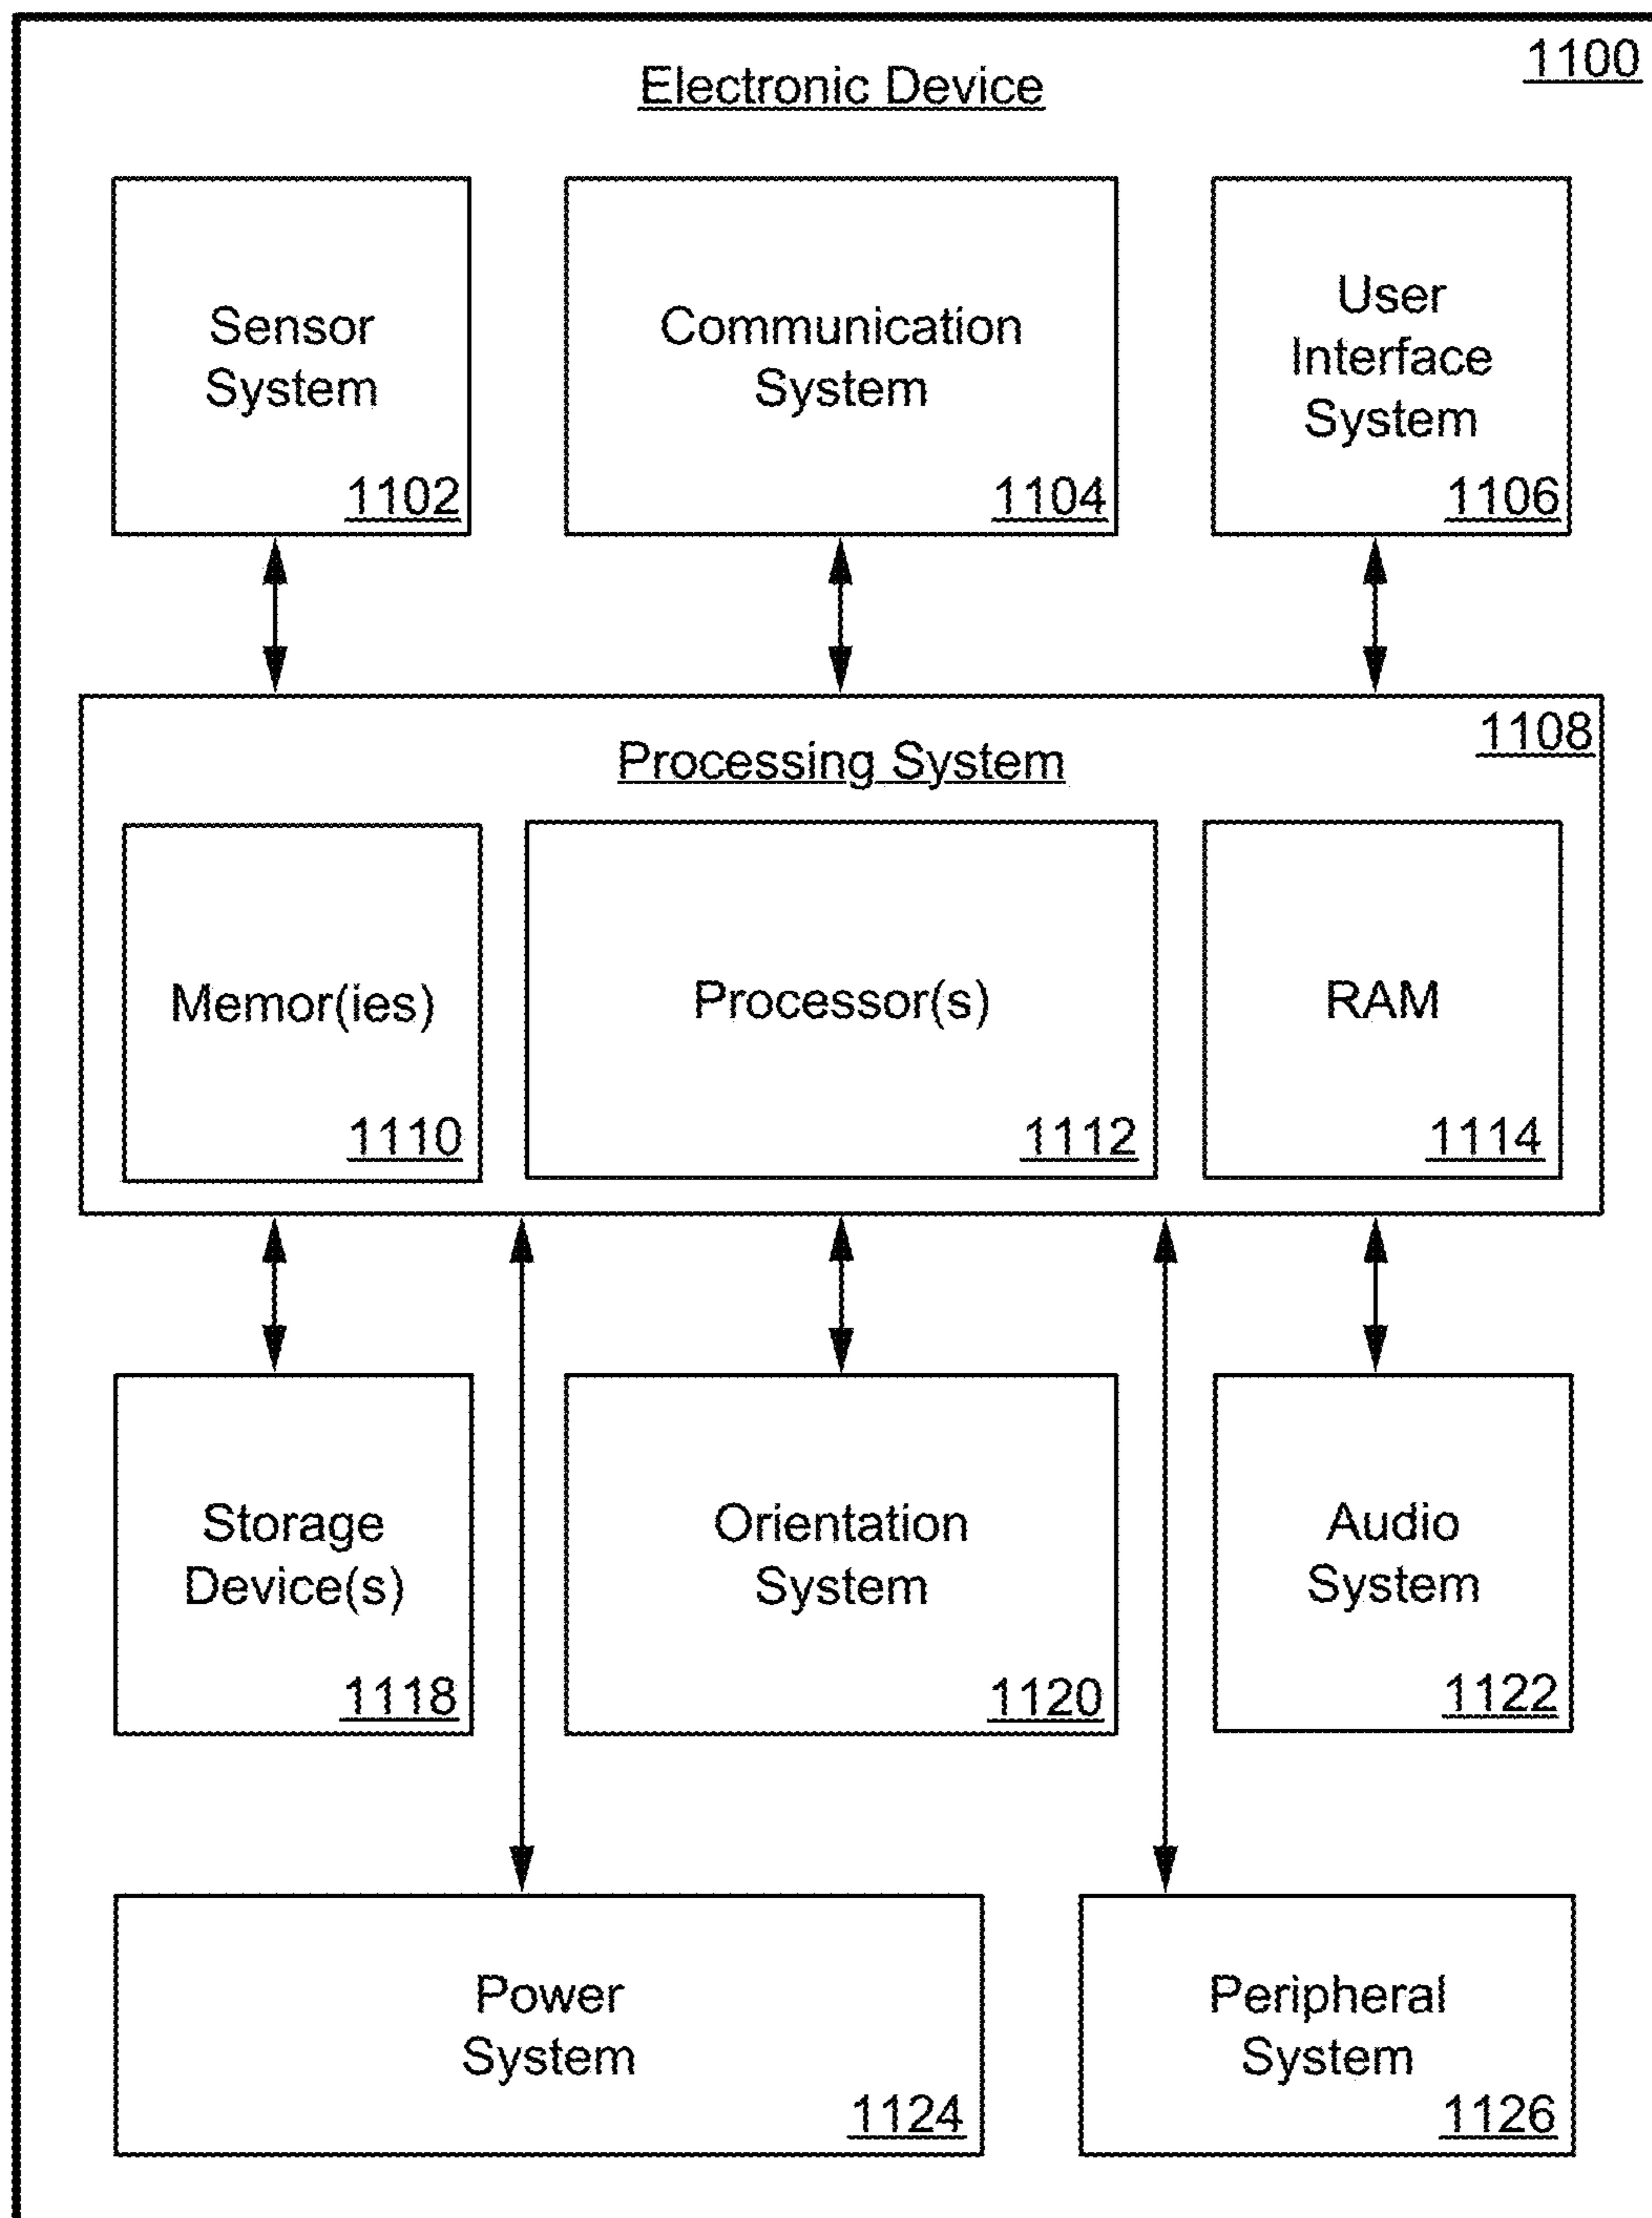 1100
Electronic Device
Sensor
System
1102
Communication
System
1104
User
Interface
System
1106
1108
Processing System
Memor(ies)
1110
Processor(s)
1112
RAM
1114
Storage
Device(s)
1118
Orientation
System
1120
Audio
System
1122
Power
System
1124
Peripheral
System
1126